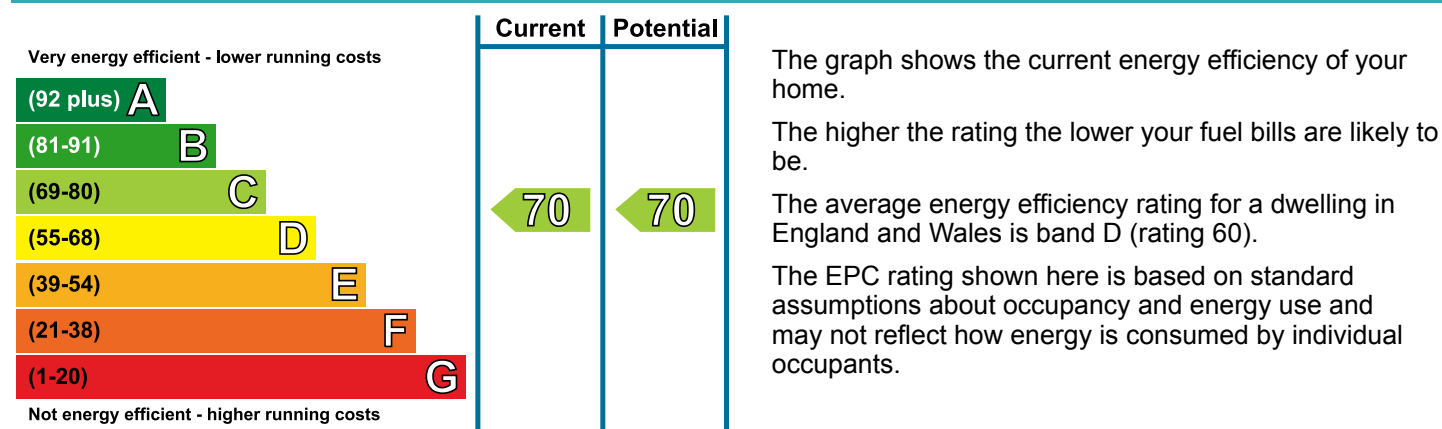 Current Potential
Very energy efficient - lower running costs
(92 plus) A
(81-91) B
(69-80) C
(55-68) D
(39-54) E
(21-38) F
(1-20) G
Not energy efficient - higher running costs
70 70
The graph shows the current energy efficiency of your
home.
The higher the rating the lower your fuel bills are likely to
be.
The average energy efficiency rating for a dwelling in
England and Wales is band D (rating 60).
The EPC rating shown here is based on standard
assumptions about occupancy and energy use and
may not reflect how energy is consumed by individual
occupants.